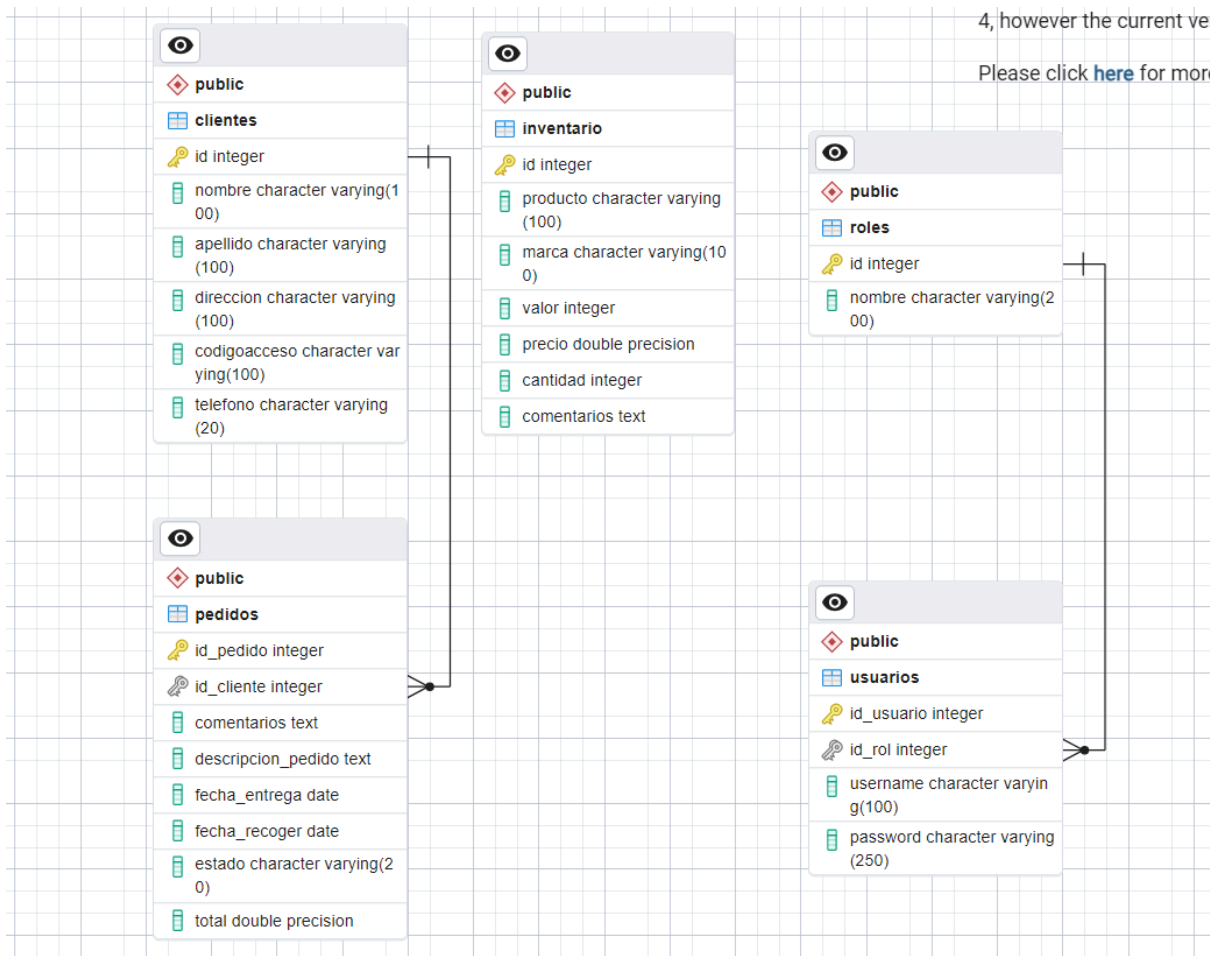 4, however the current ve
Please click here for more
public
clientes
id integer
nombre character varying(1
00)
apellido character varying
(100)
direccion character varying
(100)
codigoacceso character var
ying(100)
telefono character varying
(20)
public
inventario
id integer
producto character varying
(100)
marca character varying(10
0)
valor integer
precio double precision
cantidad integer
comentarios text
public
roles
id integer
nombre character varying(2
00)
public
pedidos
id_pedido integer
id_cliente integer
comentarios text
descripcion_pedido text
fecha_entrega date
fecha_recoger date
estado character varying(2
0)
total double precision
public
usuarios
id_usuario integer
id_rol integer
username character varyin
g(100)
password character varying
(250)